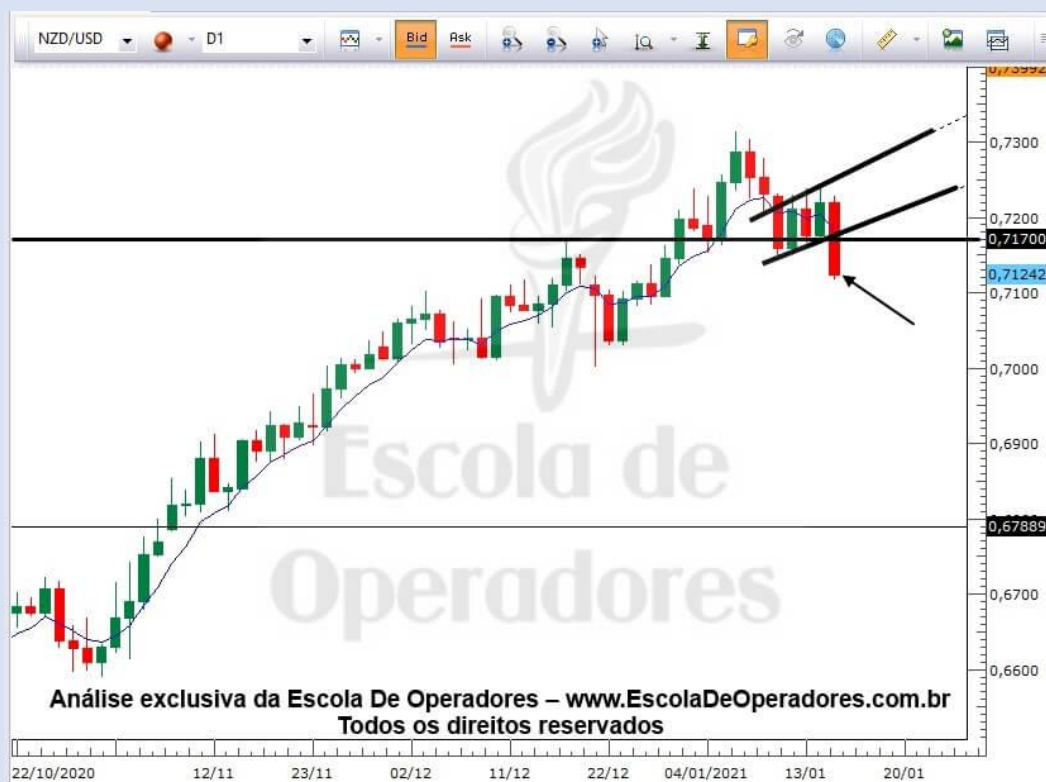 NZD/USD D1 Bid Ask
0,73992
0,7300
0,7200
0,71700
0,71242
0,7100
0,7000
0,6900
0,67889
0,6700
0,6600
Escola de
Operadores
Análise exclusiva da Escola De Operadores – www.EscolaDeOperadores.com.br
Todos os direitos reservados
22/10/2020 12/11 23/11 02/12 11/12 22/12 04/01/2021 13/01 20/01